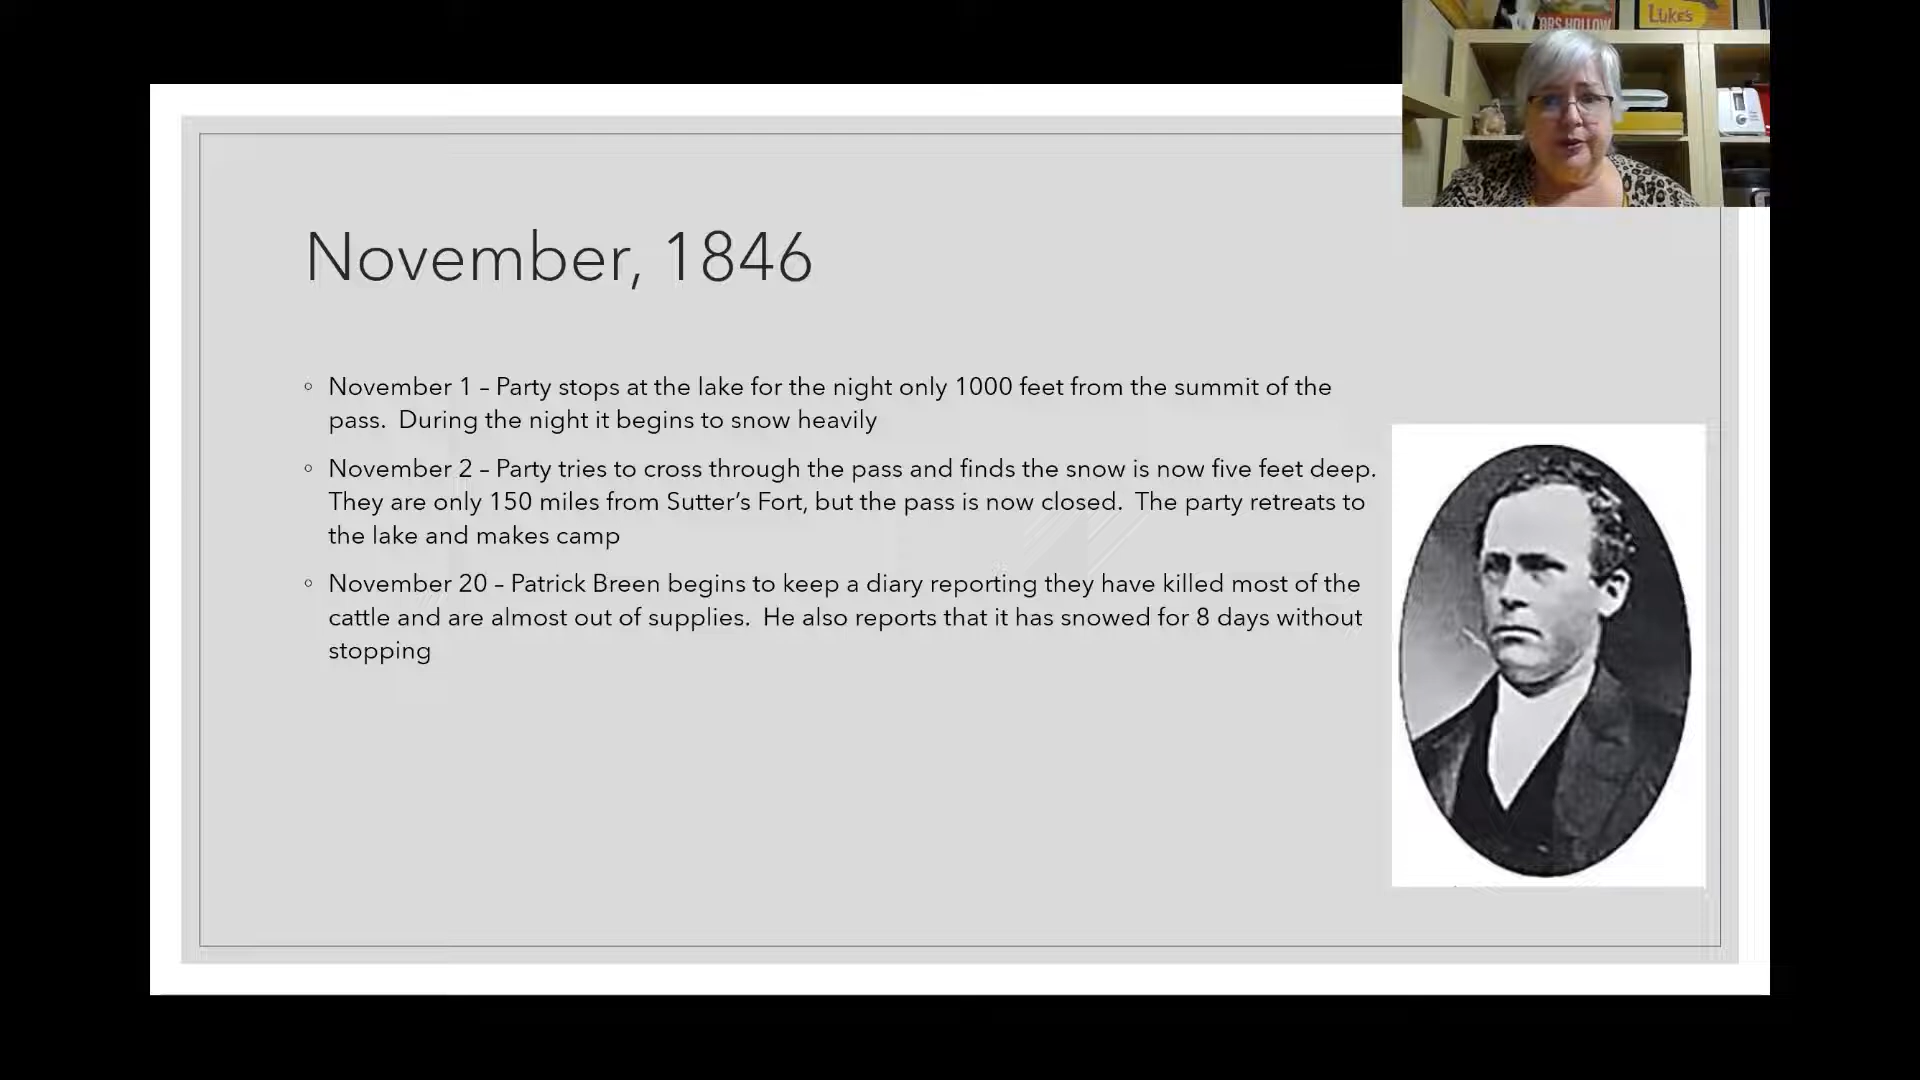 ARS HOLLOW
LUKE'S
November, 1846
◦ November 1 – Party stops at the lake for the night only 1000 feet from the summit of the
pass.  During the night it begins to snow heavily
◦ November 2 – Party tries to cross through the pass and finds the snow is now five feet deep.
They are only 150 miles from Sutter’s Fort, but the pass is now closed.  The party retreats to
the lake and makes camp
◦ November 20 – Patrick Breen begins to keep a diary reporting they have killed most of the
cattle and are almost out of supplies.  He also reports that it has snowed for 8 days without
stopping